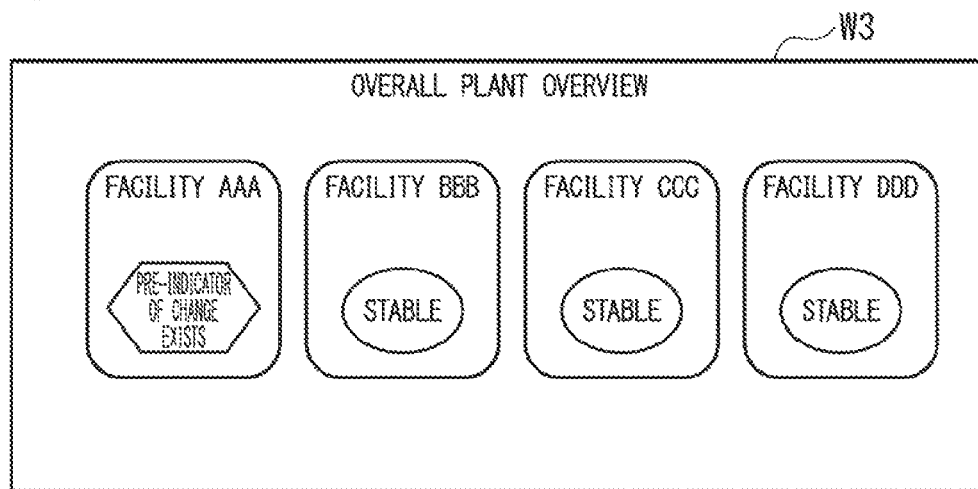 W3
OVERALL PLANT OVERVIEW
FACILITY AAA
PRE-INDICATOR
OF CHANGE
EXISTS
FACILITY BBB
STABLE
FACILITY CCC
STABLE
FACILITY DDD
STABLE